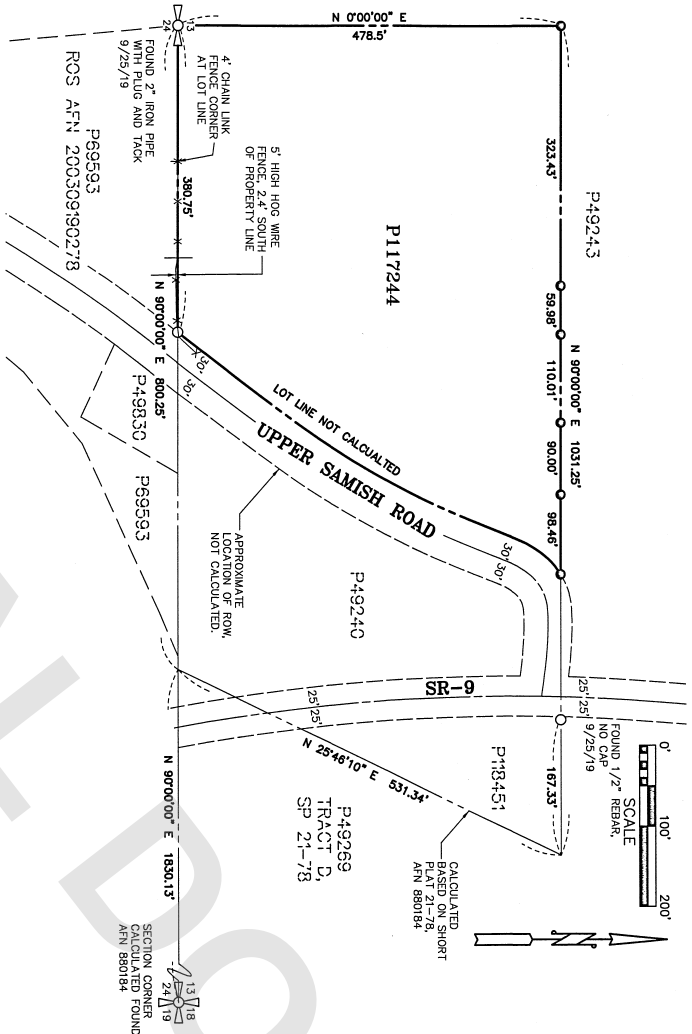 N 0°00'00" E
478.5'
13
24
FOUND 2" IRON PIPE
WITH PLUG AND TACK
9/25/19
4' CHAIN LINK
FENCE CORNER
AT LOT LINE
5' HIGH HOG WIRE
FENCE, 2.4' SOUTH
OF PROPERTY LINE
380.75'
P69593
ROS AFN 200309190278
323.43'
P49243
59.98'
110.01'
N 90°00'00" E 1031.25'
90.00'
98.46'
P117244
N 90°00'00" E 800.25'
P49830
P69593
30'
30'
LOT LINE NOT CALCUALTED
UPPER SAMISH ROAD
30'
30'
APPROXIMATE
LOCATION OF ROW,
NOT CALCULATED.
P49240
SR-9
25'
25'
25'
25'
FOUND 1/2" REBAR,
NO CAP
9/25/19
SCALE
0'
100'
200'
167.33'
P118451
N 25°46'10" E 531.34'
CALCULATED
BASED ON SHORT
PLAT 21-78,
AFN 880184
P49269
TRACT D,
SP 21-78
N 90°00'00" E 1830.13'
SECTION CORNER
CALCULATED FOUND
AFN 880184
13
18
24
19